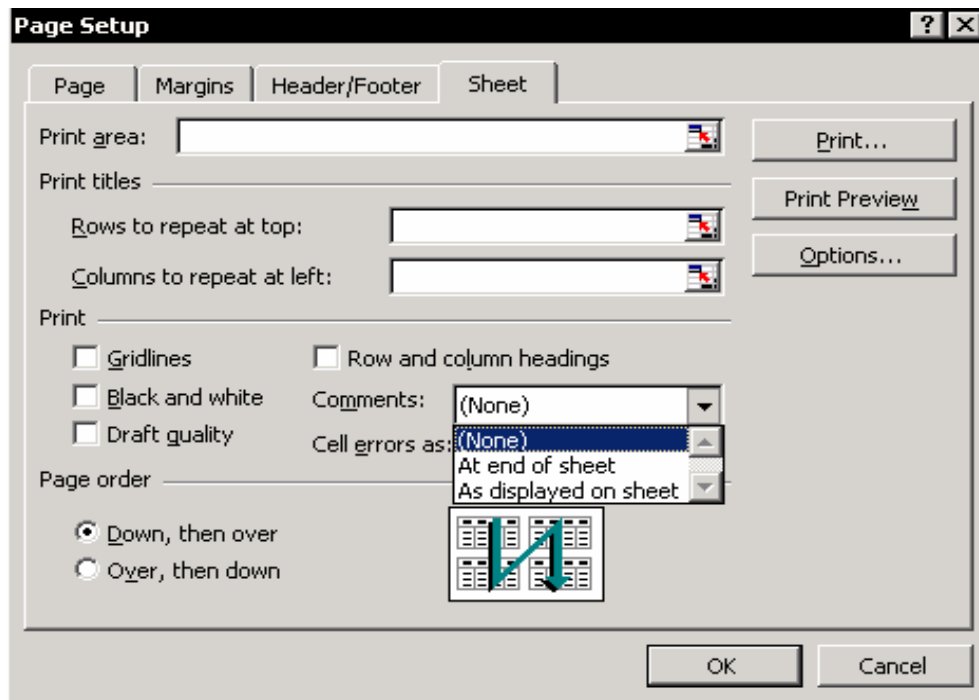 Page Setup
Page Margins Header/Footer Sheet
Print area:
Print...
Print titles
Print Preview
Rows to repeat at top:
Options...
Columns to repeat at left:
Print
Gridlines Row and column headings
Black and white Comments: (None)
Draft quality Cell errors as: (None)
At end of sheet
As displayed on sheet
Page order
Down, then over
Over, then down
OK Cancel